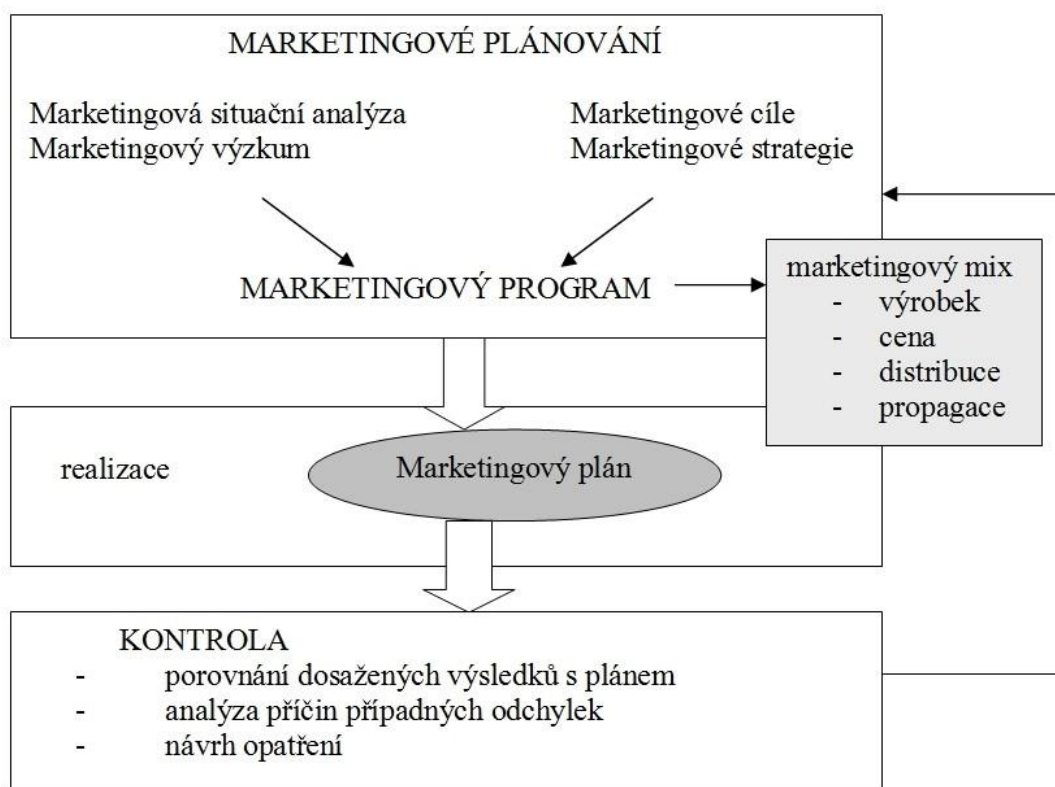 MARKETINGOVÉ PLÁNOVÁNÍ
Marketingová situační analýza
Marketingový výzkum
Marketingové cíle
Marketingové strategie
MARKETINGOVÝ PROGRAM
marketingový mix
- výrobek
- cena
- distribuce
- propagace
realizace
Marketingový plán
KONTROLA
- porovnání dosažených výsledků s plánem
- analýza příčin případných odchylek
- návrh opatření